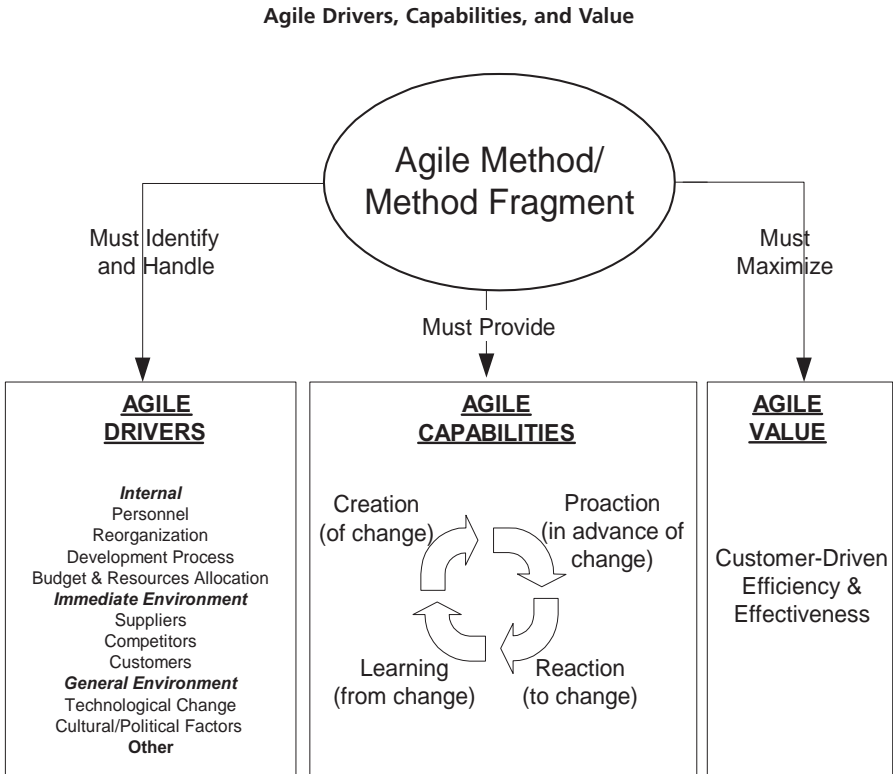 Agile Drivers, Capabilities, and Value
Agile Method/
Method Fragment
Must Identify
and Handle
Must Provide
Must
Maximize
AGILE
DRIVERS
Internal
Personnel
Reorganization
Development Process
Budget & Resources Allocation
Immediate Environment
Suppliers
Competitors
Customers
General Environment
Technological Change
Cultural/Political Factors
Other
AGILE
CAPABILITIES
Creation
(of change)
Proaction
(in advance of
change)
Learning
(from change)
Reaction
(to change)
AGILE
VALUE
Customer-Driven
Efficiency &
Effectiveness